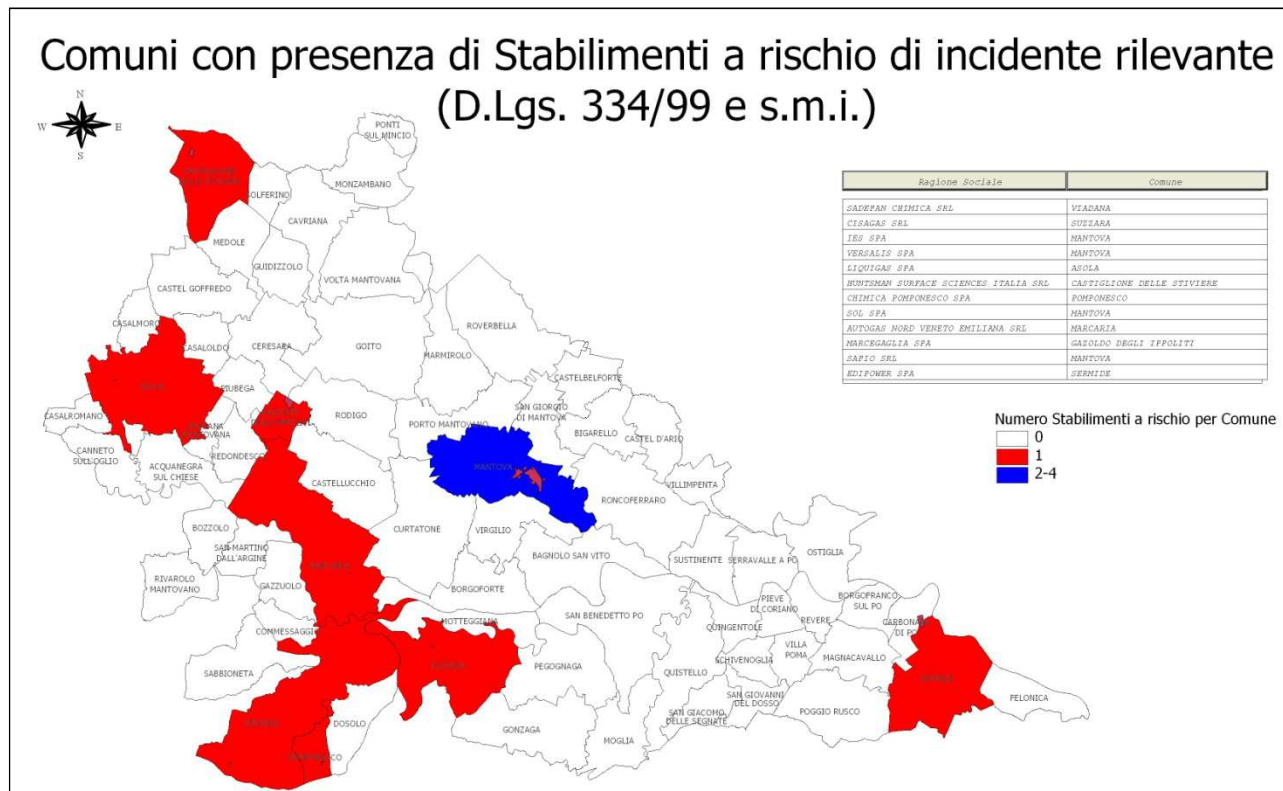 Comuni con presenza di Stabilimenti a rischio di incidente rilevante
(D.Lgs. 334/99 e s.m.i.)
N
W E
S
PONTI
SUL MINCIO
MONZAMBANO
CAVRIANA
MEDOLE
GUIDIZZOLO
VOLTA MANTOVANA
CASTEL GOFFREDO
CASALOLDO
CERESARA
GOITO
MARMIROLO
ROVERBELLA
CASTELBELFORTE
SAN GIORGIO
DI MANTOVA
BIGARELLO
CASTEL D'ARIO
VILLIMPENTA
CASALROMANO
CANNETO
SULL'OGLIO
ACQUANEGRA
SUL CHIESE
REDONDESCO
RODIGO
PORTO MANTOVANO
MANTOVA
RONCOFERRARO
CASTELLUCCHIO
CURTATONE
VIRGILIO
BAGNOLO SAN VITO
BOZZOLO
SAN MARTINO
DALL'ARGINE
RIVAROLO
MANTOVANO
GAZZUOLO
BORGOFORTE
SUSTINENTE
SERRAVALLE A PO
OSTIGLIA
COMMESSAGGIO
MOTTEGGIANA
SAN BENEDETTO PO
QUINGENTOLE
PIEVE
DI CORIANO
REVERE
BORGOFRANCO
SUL PO
SABBIONETA
PEGOGNAGA
QUISTELLO
SCHIVENOGLIA
VILLA
POMA
MAGNACAVALLO
DOSOLO
GONZAGA
MOGLIA
SAN GIACOMO
DELLE SEGNATE
SAN GIOVANNI
DEL DOSSO
POGGIO RUSCO
FELONICA
Ragione Sociale Comune
SADEPAN CHIMICA SRL VIADANA
CISAGAS SRL SUZZARA
IES SPA MANTOVA
VERSALIS SPA MANTOVA
LIQUIGAS SPA ASOLA
HUNTSMAN SURFACE SCIENCES ITALIA SRL CASTIGLIONE DELLE STIVIERE
CHIMICA POMPONESCO SPA POMPONESCO
SOL SPA MANTOVA
AUTOGAS NORD VENETO EMILIANA SRL MARCARIA
MARCEGAGLIA SPA GAZOLDO DEGLI IPPOLITI
SAPIO SRL MANTOVA
EDIPOWER SPA SERMIDE
Numero Stabilimenti a rischio per Comune
0
1
2-4